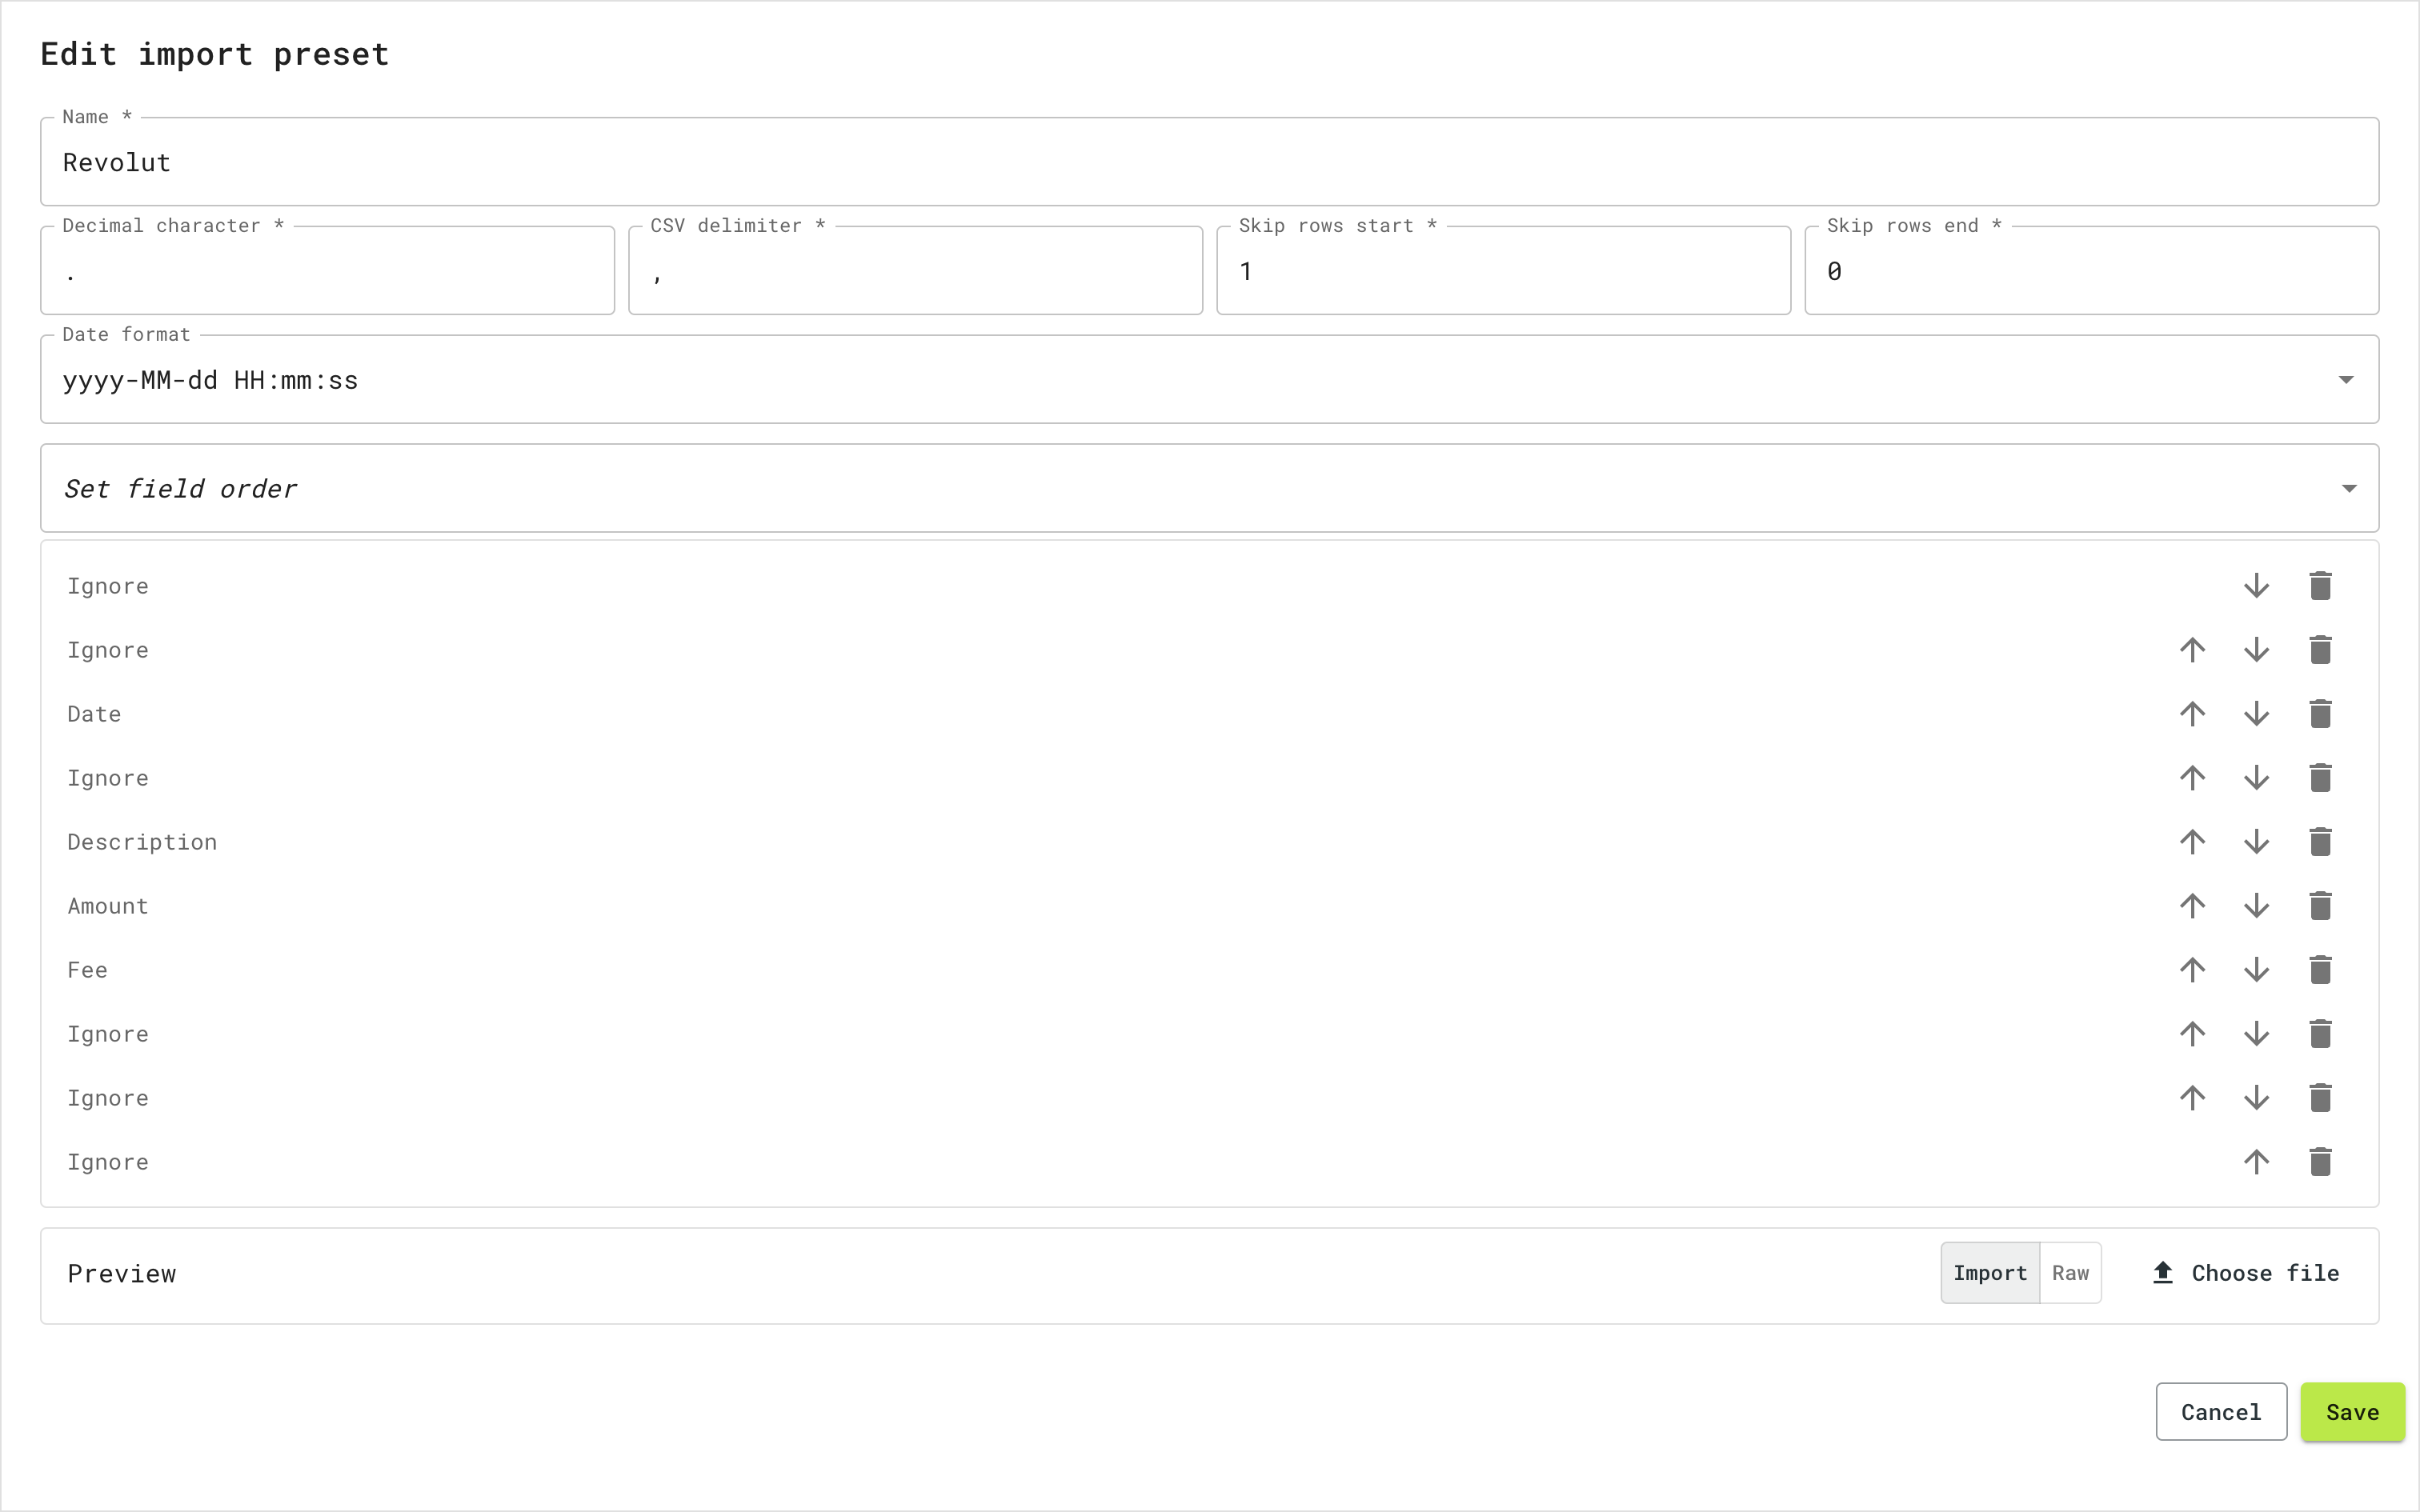 Edit import preset
Name *
Revolut
Decimal character *
.
CSV delimiter *
,
Skip rows start *
1
Skip rows end *
0
Date format
yyyy-MM-dd HH:mm:ss
Set field order
Ignore
Ignore
Date
Ignore
Description
Amount
Fee
Ignore
Ignore
Ignore
Preview
Import
Raw
Choose file
Cancel
Save